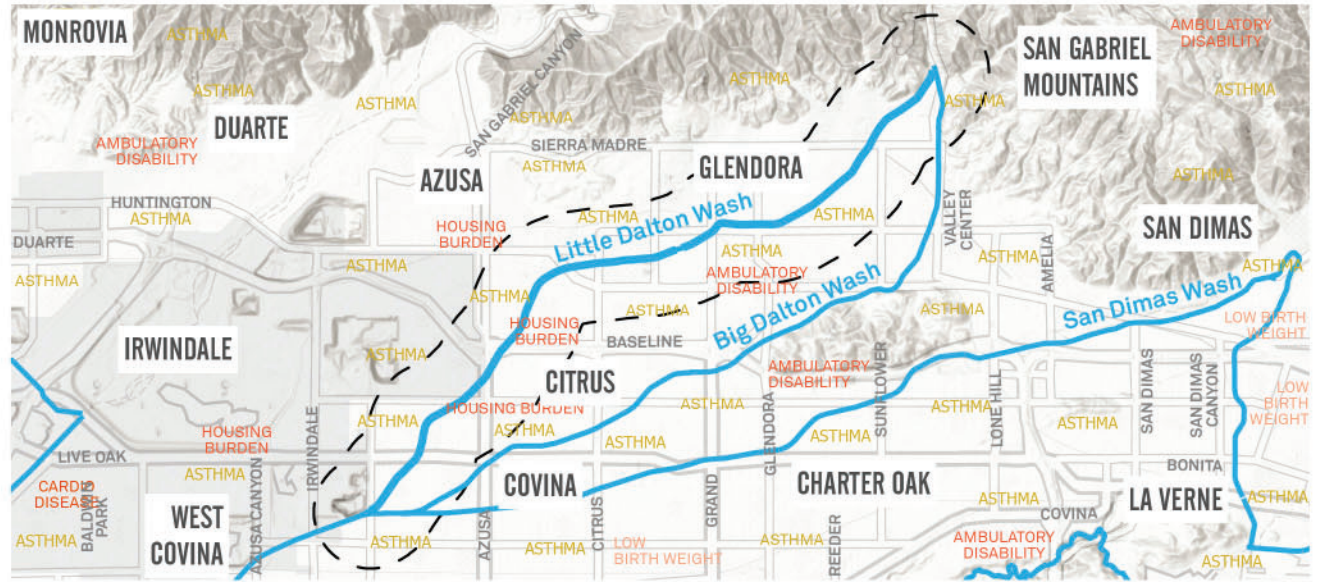 MONROVIA
ASTHMA
SAN GABRIEL CANYON
AMBULATORY
DISABILITY
SAN GABRIEL
MOUNTAINS
ASTHMA
ASTHMA
ASTHMA
ASTHMA
ASTHMA
ASTHMA
DUARTE
AMBULATORY
DISABILITY
SIERRA MADRE
ASTHMA
GLENDORA
ASTHMA
AZUSA
HUNTINGTON
ASTHMA
HOUSING
BURDEN
ASTHMA
Little Dalton Wash
ASTHMA
VALLEY
CENTER
SAN DIMAS
DUARTE
ASTHMA
ASTHMA
ASTHMA
AMBULATORY
DISABILITY
ASTHMA
AMELIA
ASTHMA
ASTHMA
ASTHMA
Big Dalton Wash
ASTHMA
San Dimas Wash
LOW BIRTH
WEIGHT
HOUSING
BURDEN
BASELINE
IRWINDALE
ASTHMA
CITRUS
AMBULATORY
DISABILITY
SUNFLOWER
LONE HILL
SAN DIMAS
SAN DIMAS
CANYON
LOW
BIRTH
WEIGHT
HOUSING BURDEN
ASTHMA
ASTHMA
ASTHMA
ASTHMA
ASTHMA
ASTHMA
ASTHMA
HOUSING
BURDEN
IRWINDALE
LIVE OAK
ASTHMA
GLENDORA
BONITA
CARDIO
DISEASE
BALDWIN
PARK
AZUSA CANYON
WEST
COVINA
COVINA
AZUSA
CITRUS
GRAND
CHARTER OAK
REEDER
ASTHMA
COVINA
LA VERNE
ASTHMA
ASTHMA
ASTHMA
ASTHMA
LOW
BIRTH WEIGHT
ASTHMA
AMBULATORY
DISABILITY
ASTHMA